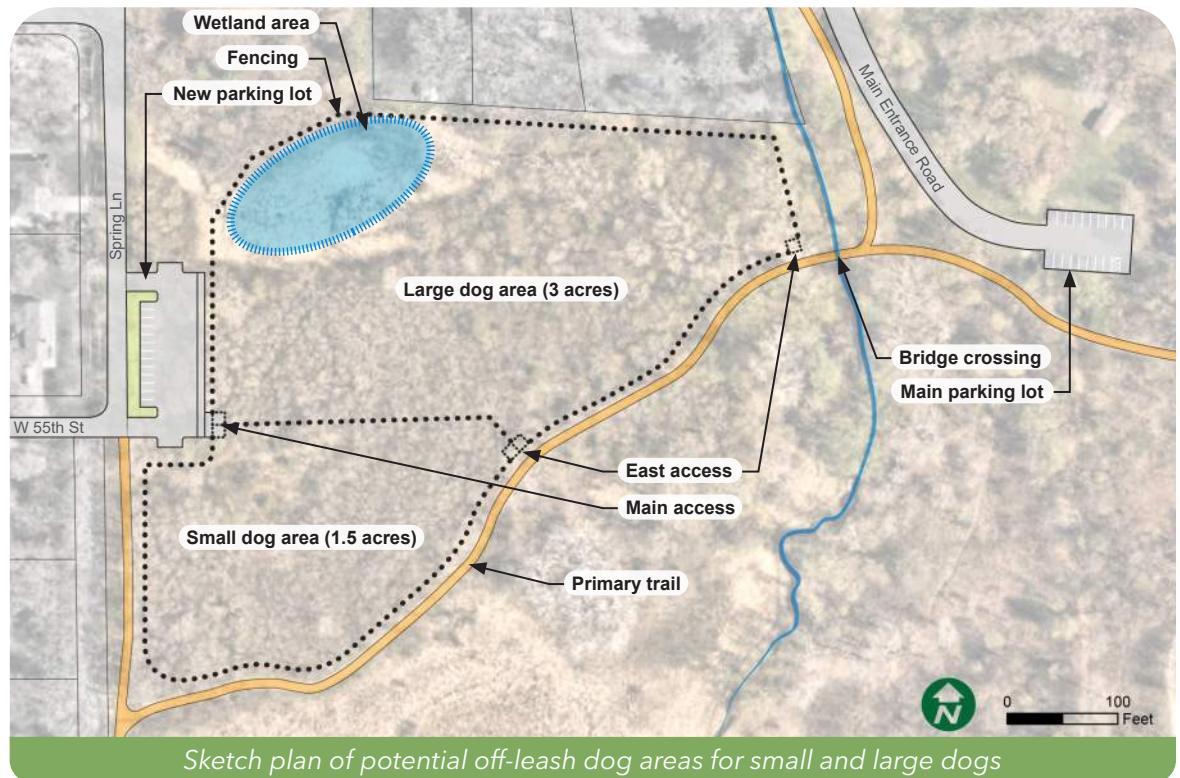 Wetland area
Fencing
New parking lot
Main Entrance Road
Spring Ln
Large dog area (3 acres)
Bridge crossing
Main parking lot
W 55th St
East access
Main access
Small dog area (1.5 acres)
Primary trail
N
0 100
Feet
Sketch plan of potential off-leash dog areas for small and large dogs